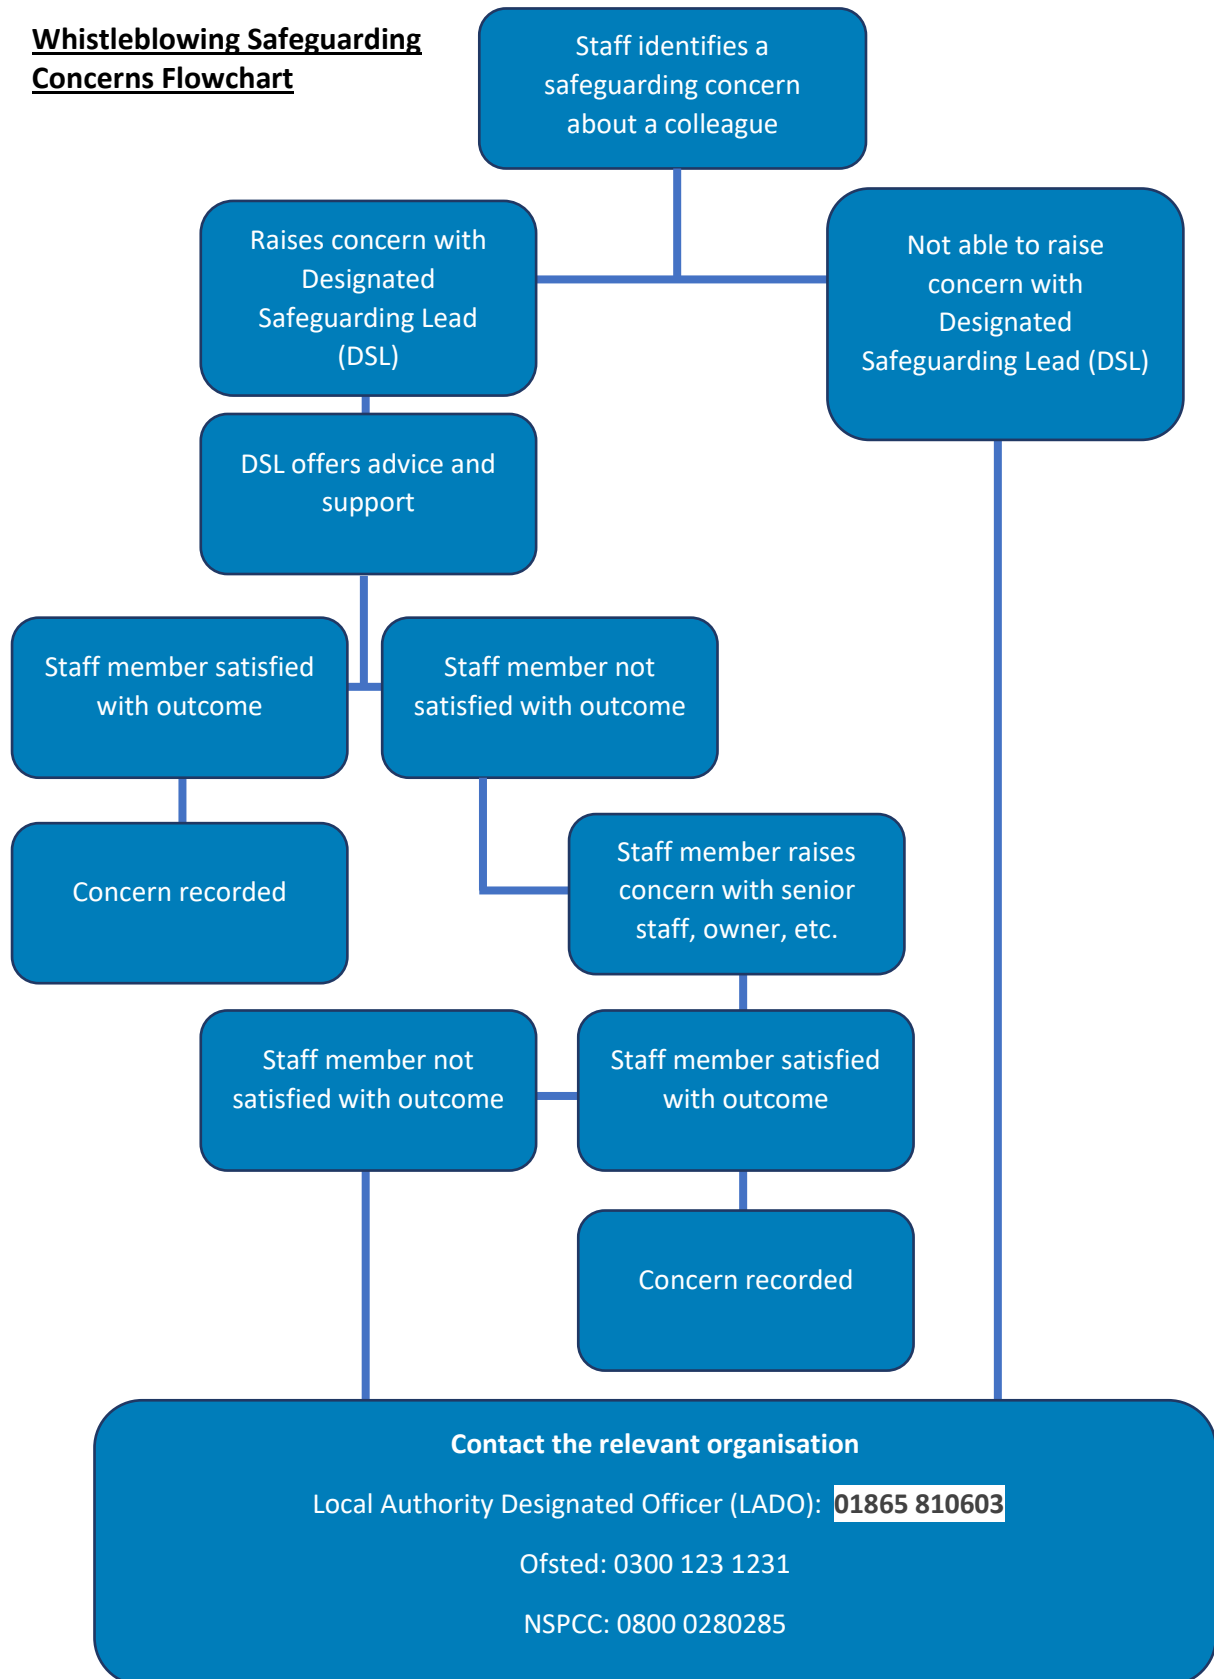 Whistleblowing Safeguarding
Concerns Flowchart
Staff identifies a
safeguarding concern
about a colleague
Raises concern with
Designated
Safeguarding Lead
(DSL)
Not able to raise
concern with
Designated
Safeguarding Lead (DSL)
DSL offers advice and
support
Staff member satisfied
with outcome
Staff member not
satisfied with outcome
Concern recorded
Staff member raises
concern with senior
staff, owner, etc.
Staff member not
satisfied with outcome
Staff member satisfied
with outcome
Concern recorded
Contact the relevant organisation
Local Authority Designated Officer (LADO): 01865 810603
Ofsted: 0300 123 1231
NSPCC: 0800 0280285